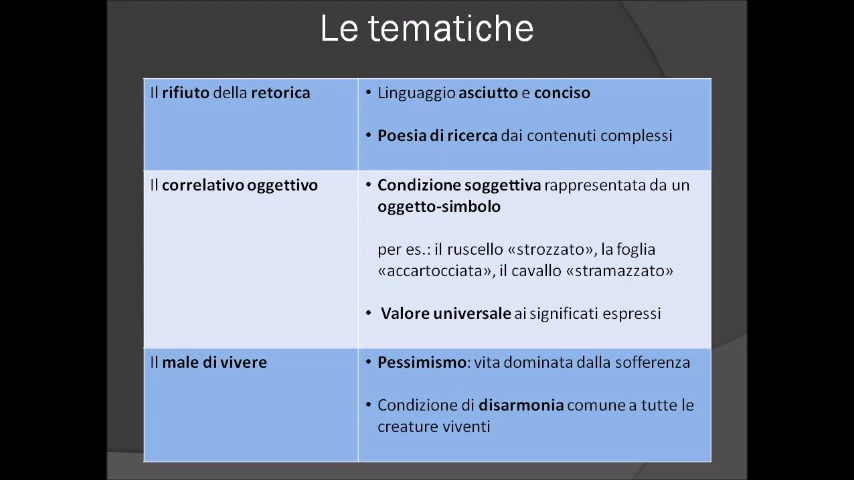 Le tematiche
Il rifiuto della retorica
• Linguaggio asciutto e conciso
• Poesia di ricerca dai contenuti complessi
Il correlativo oggettivo
• Condizione soggettiva rappresentata da un
oggetto-simbolo
per es.: il ruscello «strozzato», la foglia
«accartocciata», il cavallo «stramazzato»
• Valore universale ai significati espressi
Il male di vivere
• Pessimismo: vita dominata dalla sofferenza
• Condizione di disarmonia comune a tutte le
creature viventi